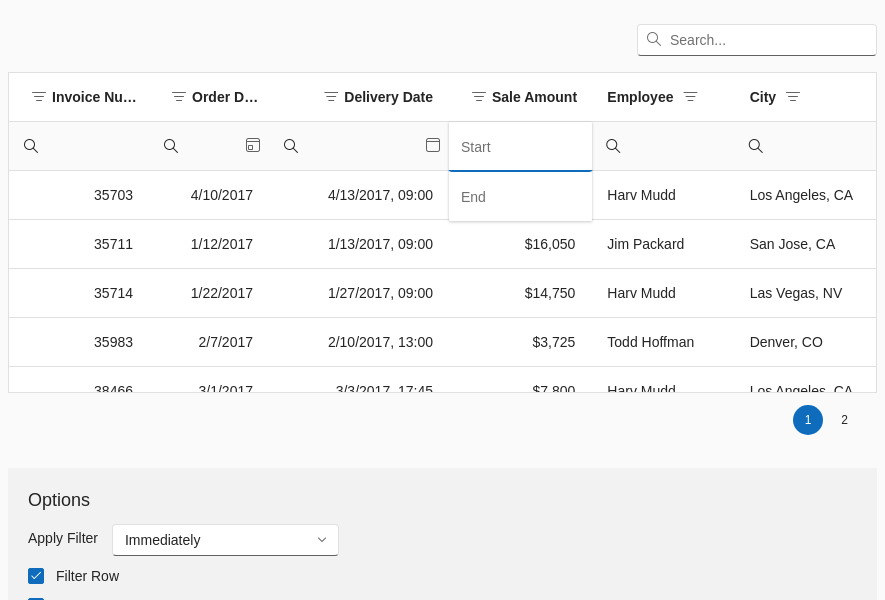 Search...
Invoice Nu... Order D... Delivery Date Sale Amount Employee City
Start
End
35703 4/10/2017 4/13/2017, 09:00 Harv Mudd Los Angeles, CA
35711 1/12/2017 1/13/2017, 09:00 $16,050 Jim Packard San Jose, CA
35714 1/22/2017 1/27/2017, 09:00 $14,750 Harv Mudd Las Vegas, NV
35983 2/7/2017 2/10/2017, 13:00 $3,725 Todd Hoffman Denver, CO
38466 3/1/2017 3/3/2017, 17:45 $7,800 Harv Mudd Los Angeles, CA
1 2
Options
Apply Filter Immediately
Filter Row